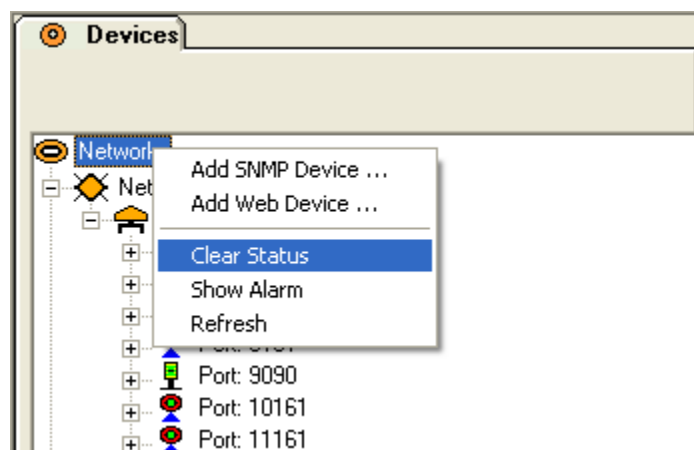 Devices
Network
Add SNMP Device ...
Net
Add Web Device ...
Clear Status
Show Alarm
Refresh
Port: 9090
Port: 10161
Port: 11161